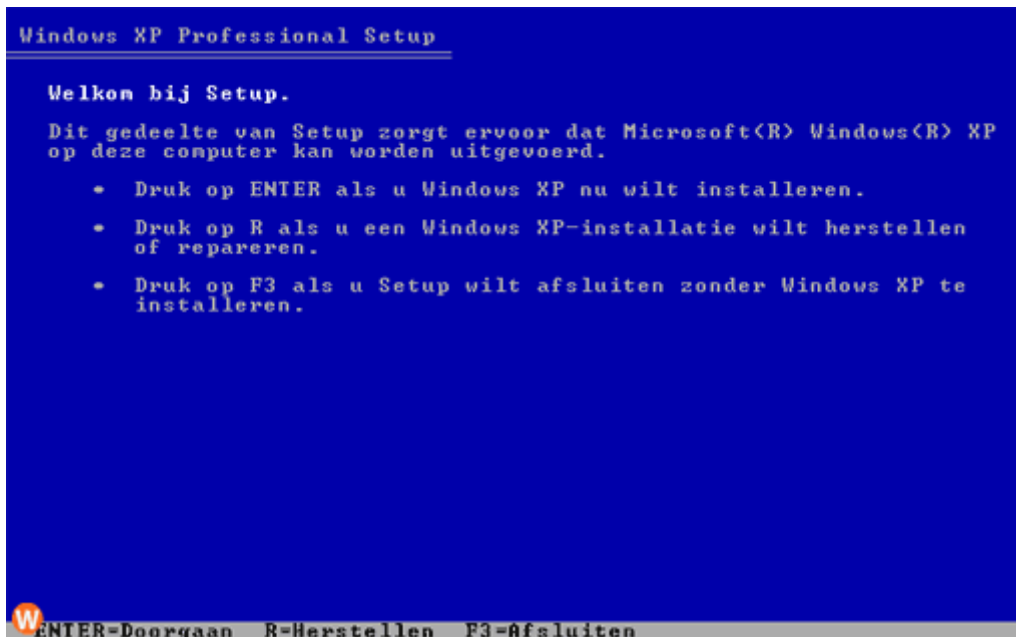 Windows XP Professional Setup
Welkom bij Setup.
Dit gedeelte van Setup zorgt ervoor dat Microsoft(R) Windows(R) XP
op deze computer kan worden uitgevoerd.
• Druk op ENTER als u Windows XP nu wilt installeren.
• Druk op R als u een Windows XP-installatie wilt herstellen
of repareren.
• Druk op F3 als u Setup wilt afsluiten zonder Windows XP te
installeren.
W
ENTER=Doorgaan R=Herstellen F3=Afsluiten